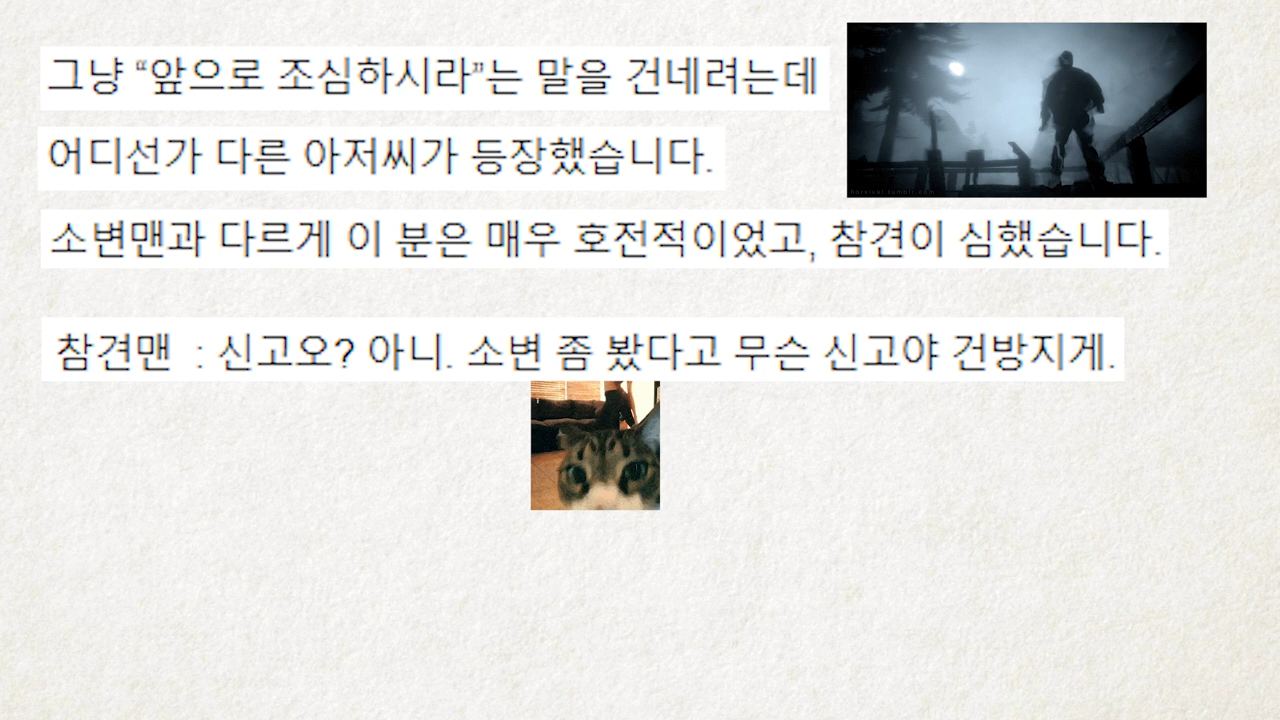 그냥 “앞으로 조심하시라”는 말을 건네려는데
어디선가 다른 아저씨가 등장했습니다.
소변맨과 다르게 이 분은 매우 호전적이었고, 참견이 심했습니다.
참견맨 : 신고오? 아니. 소변 좀 봤다고 무슨 신고야 건방지게.